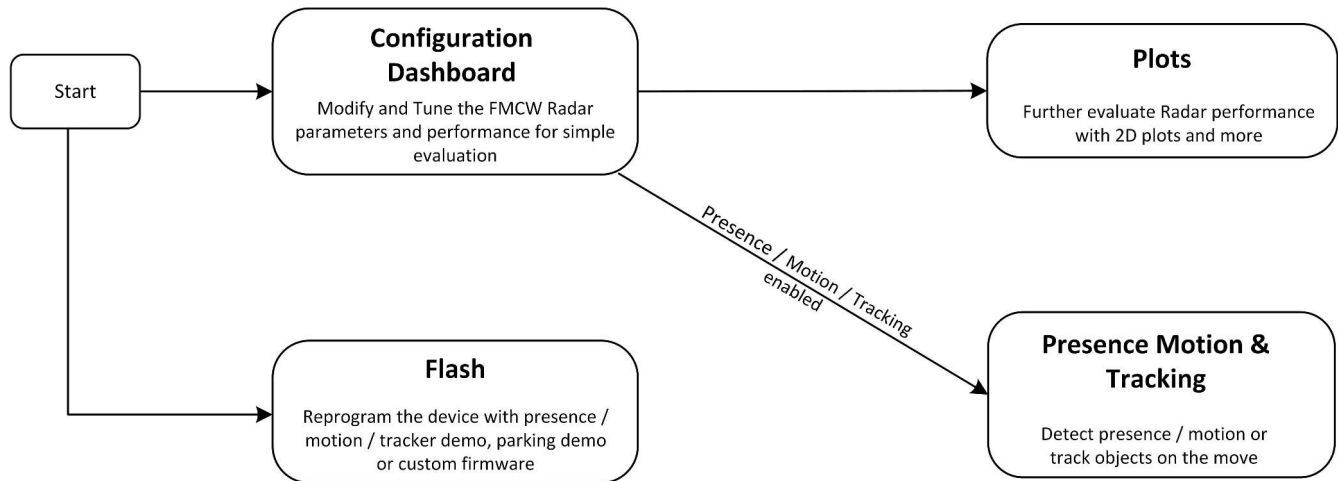 Start
Configuration
Dashboard
Modify and Tune the FMCW Radar
parameters and performance for simple
evaluation
Plots
Further evaluate Radar performance
with 2D plots and more
Presence / Motion / Tracking
enabled
Flash
Reprogram the device with presence /
motion / tracker demo, parking demo
or custom firmware
Presence Motion &
Tracking
Detect presence / motion or
track objects on the move